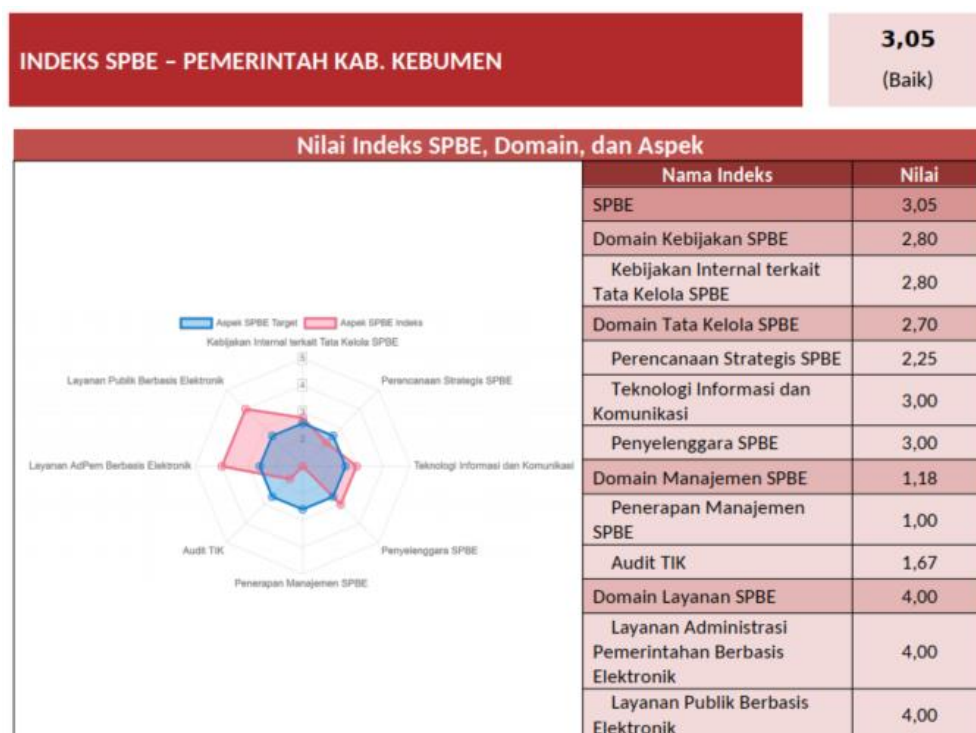 INDEKS SPBE – PEMERINTAH KAB. KEBUMEN
3,05
(Baik)
Nilai Indeks SPBE, Domain, dan Aspek
Aspek SPBE Target
Aspek SPBE Indeks
Kebijakan Internal terkait Tata Kelola SPBE
5
4
3
2
Layanan Publik Berbasis Elektronik
Perencanaan Strategis SPBE
Layanan AdPem Berbasis Elektronik
Teknologi Informasi dan Komunikasi
Audit TIK
Penyelenggara SPBE
Penerapan Manajemen SPBE
Nama Indeks
Nilai
SPBE
3,05
Domain Kebijakan SPBE
2,80
Kebijakan Internal terkait
Tata Kelola SPBE
2,80
Domain Tata Kelola SPBE
2,70
Perencanaan Strategis SPBE
2,25
Teknologi Informasi dan
Komunikasi
3,00
Penyelenggara SPBE
3,00
Domain Manajemen SPBE
1,18
Penerapan Manajemen
SPBE
1,00
Audit TIK
1,67
Domain Layanan SPBE
4,00
Layanan Administrasi
Pemerintahan Berbasis
Elektronik
4,00
Layanan Publik Berbasis
Elektronik
4,00